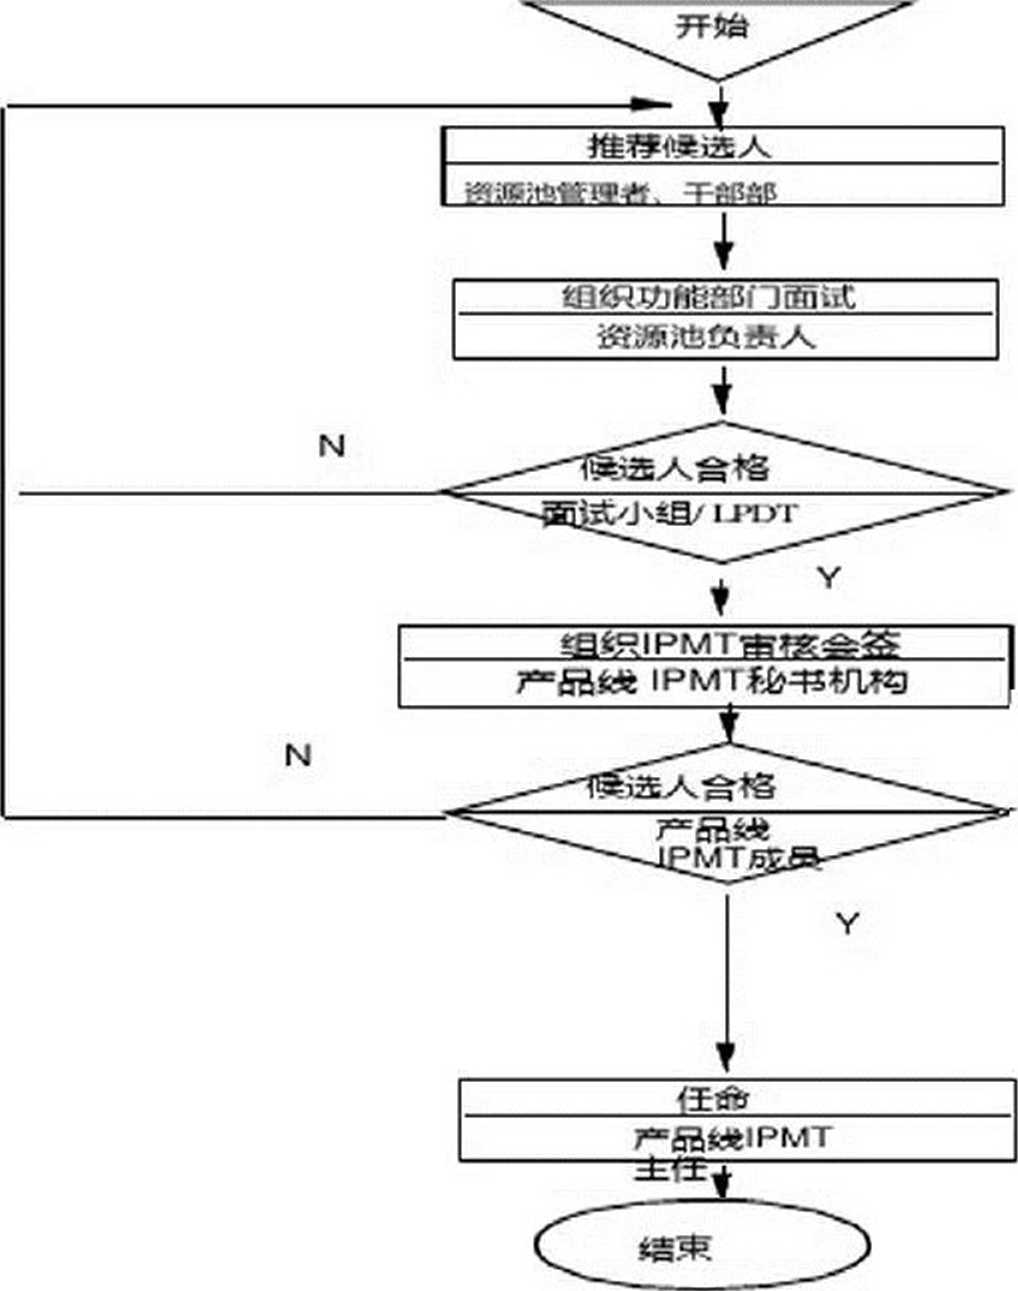 开始
推荐候选人
资源池管理者、干部部
组织功能部门面试
资源池负责人
N
候选人合格
面试小组/ LPDT
Y
组织IPMT审核会签
产品线 IPMT秘书机构
N
候选人合格
产品线
IPMT成员
Y
任命
产品线IPMT
主任
结束